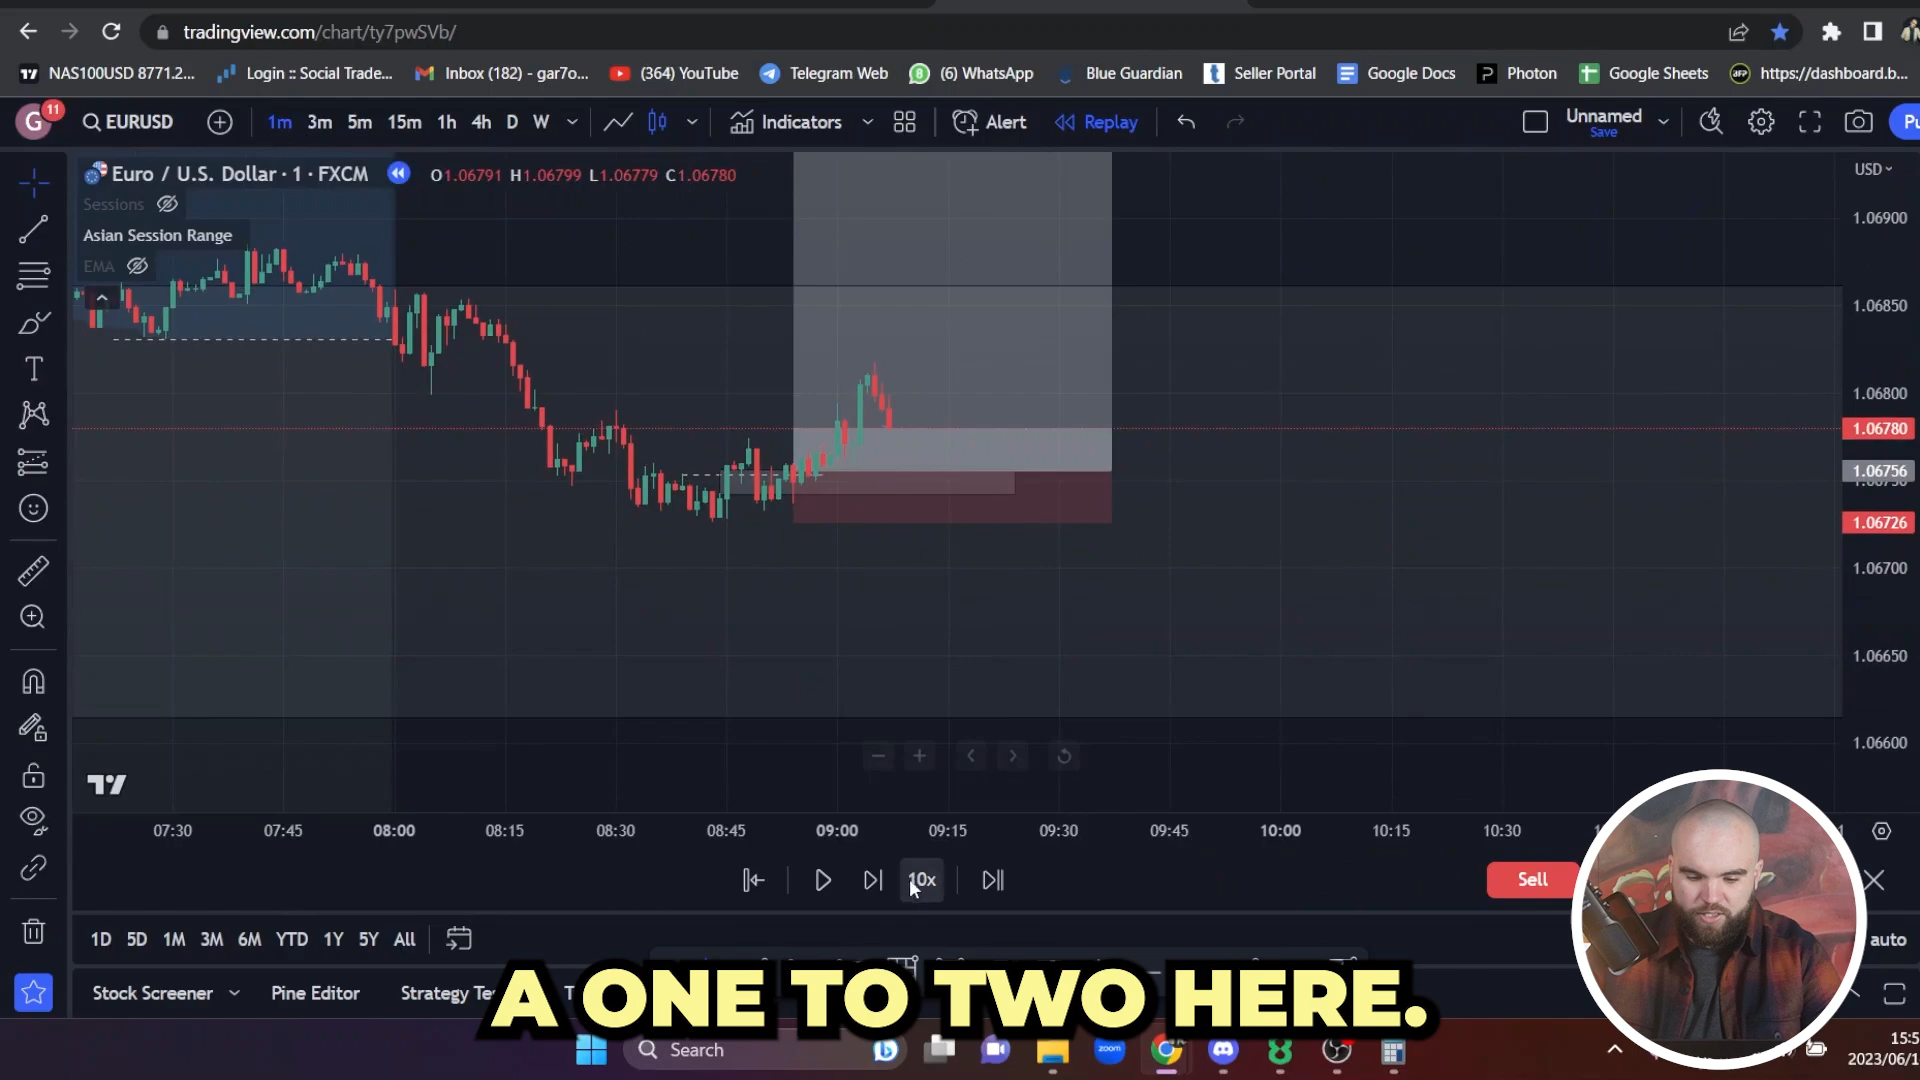 tradingview.com/chart/ty7pwSVb/
NAS100USD 8771.2... Login :: Social Trade... Inbox (182) - gar7o... (364) YouTube Telegram Web (6) WhatsApp Blue Guardian Seller Portal Google Docs Photon Google Sheets https://dashboard.b...
G 11 EURUSD 1m 3m 5m 15m 1h 4h D W Indicators Alert Replay Unnamed Save
Euro / U.S. Dollar · 1 · FXCM O1.06791 H1.06799 L1.06779 C1.06780 USD
Sessions
Asian Session Range
EMA
1.06900
1.06850
1.06800
1.06780
1.06756
1.06726
1.06700
1.06650
1.06600
07:30 07:45 08:00 08:15 08:30 08:45 09:00 09:15 09:30 09:45 10:00 10:15 10:30
10x Sell
1D 5D 1M 3M 6M YTD 1Y 5Y All auto
Stock Screener Pine Editor Strategy
A ONE TO TWO HERE.
Search zoom
15:5
2023/06/1